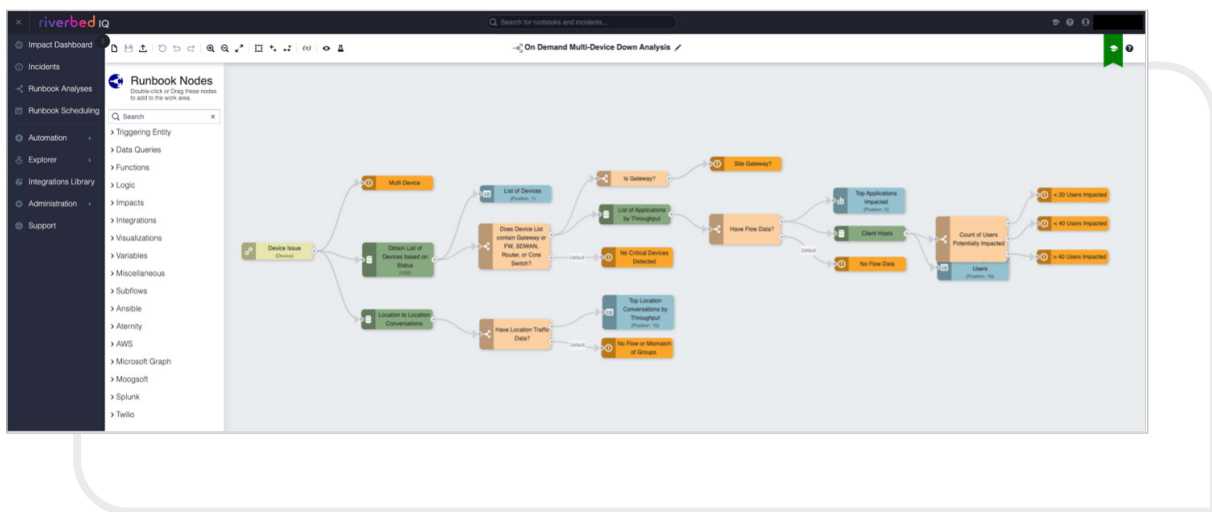 × riverbed IQ
Search for runbooks and incidents...
Impact Dashboard
Incidents
Runbook Analyses
Runbook Scheduling
Automation
Explorer
Integrations Library
Administration
Support
On Demand Multi-Device Down Analysis
Runbook Nodes
Double-click or Drag these nodes
to add to the work area.
Search ×
Triggering Entity
Data Queries
Functions
Logic
Impacts
Integrations
Visualizations
Variables
Miscellaneous
Subflows
Ansible
Aternity
AWS
Microsoft Graph
Moogsoft
Splunk
Twilio
Device Issue
(Device)
Multi Device
Obtain List of
Devices based on
Status
(100)
Location to Location
Conversations
List of Devices
(Position: 1)
Does Device List
contain Gateway or
FW, SDWAN,
Router, or Core
Switch?
Default
Have Location Traffic
Data?
Default
Is Gateway?
List of Applications
by Throughput
No Critical Devices
Detected
Top Location
Conversations by
Throughput
No Flow or Mismatch
of Groups.
Site Gateway?
Have Flow Data?
Default
Top Applications
Impacted
Client Hosts
No Flow Data
Count of Users
Potentially Impacted
Users
(Position: 10)
< 20 Users Impacted
< 40 Users Impacted
> 40 Users Impacted